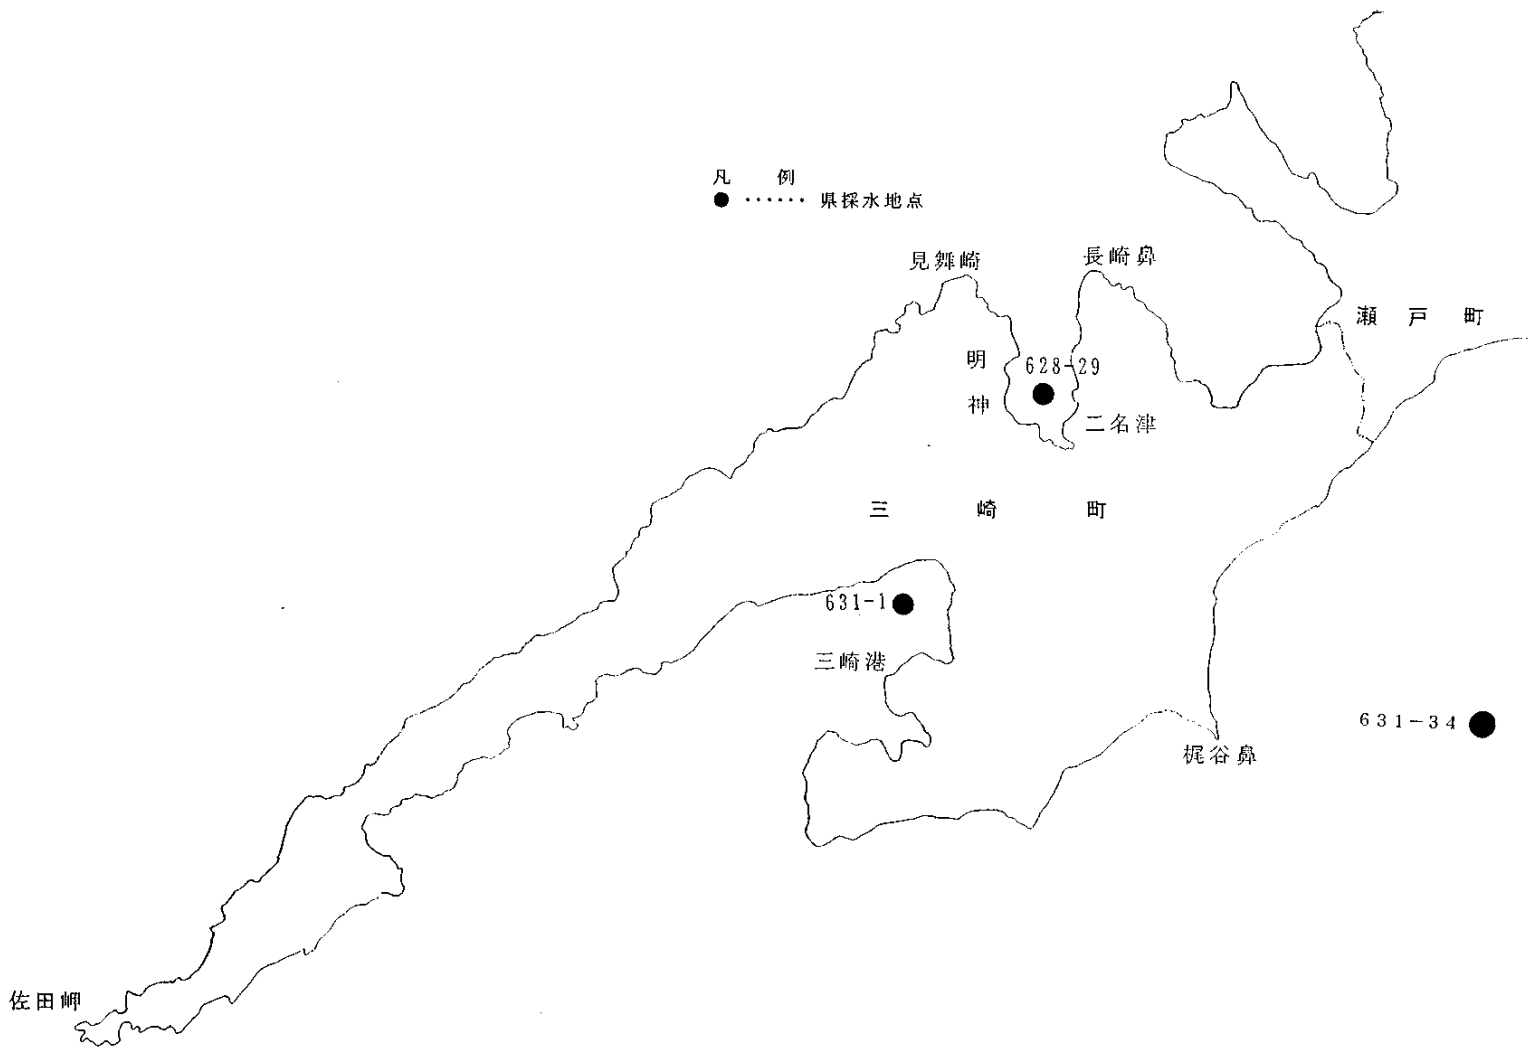 凡 例
● ‥‥‥ 県採水地点
見舞崎
長崎鼻
瀬戸町
明神
628-29
二名津
三崎町
631-1
三崎港
631-34
梶谷鼻
佐田岬